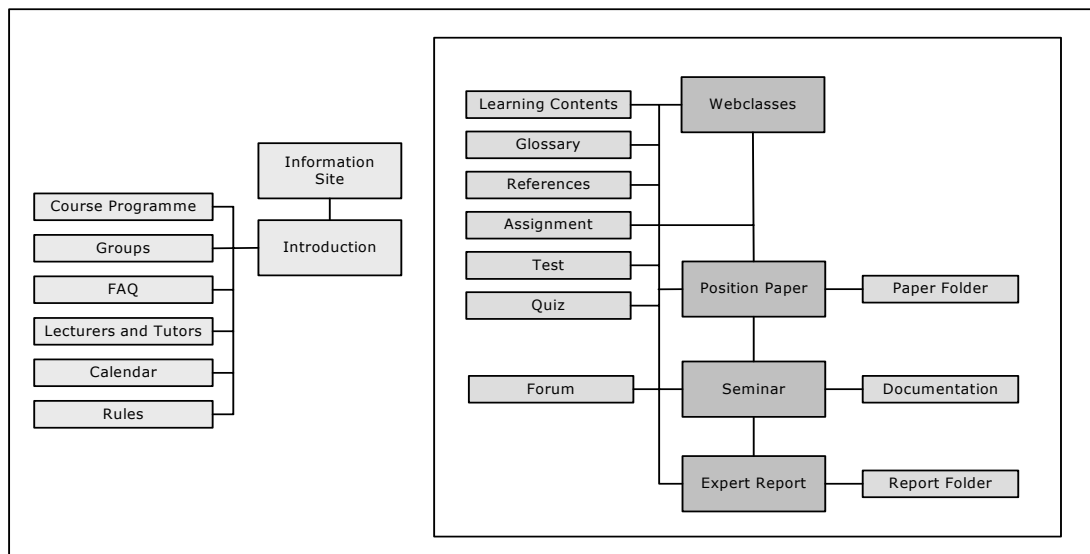 Information
Site
Introduction
Course Programme
Groups
FAQ
Lecturers and Tutors
Calendar
Rules
Learning Contents
Glossary
References
Assignment
Test
Quiz
Forum
Webclasses
Position Paper
Seminar
Expert Report
Paper Folder
Documentation
Report Folder